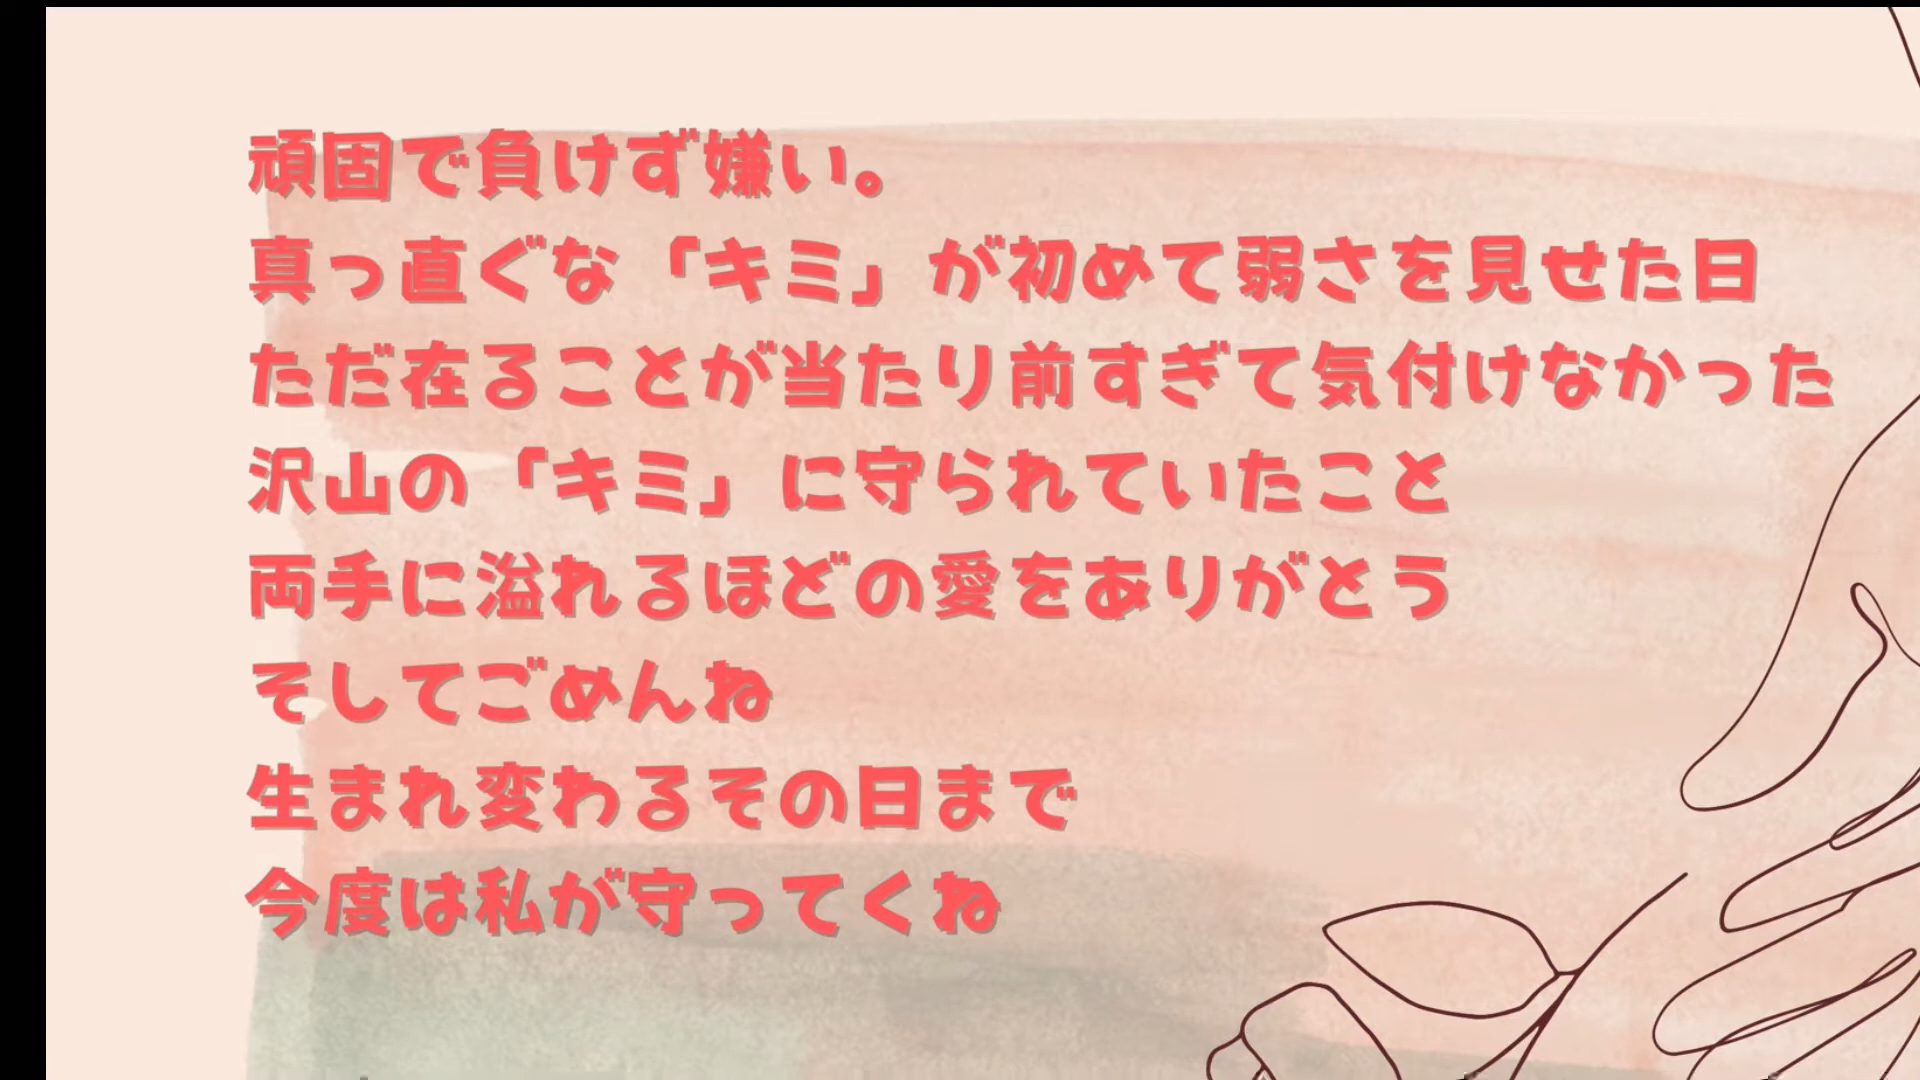 頑固で負けず嫌い。
真っ直ぐな「キミ」が初めて弱さを見せた日
ただ在ることが当たり前すぎて気付けなかった
沢山の「キミ」に守られていたこと
両手に溢れるほどの愛をありがとう
そしてごめんね
生まれ変わるその日まで
今度は私が守ってくね